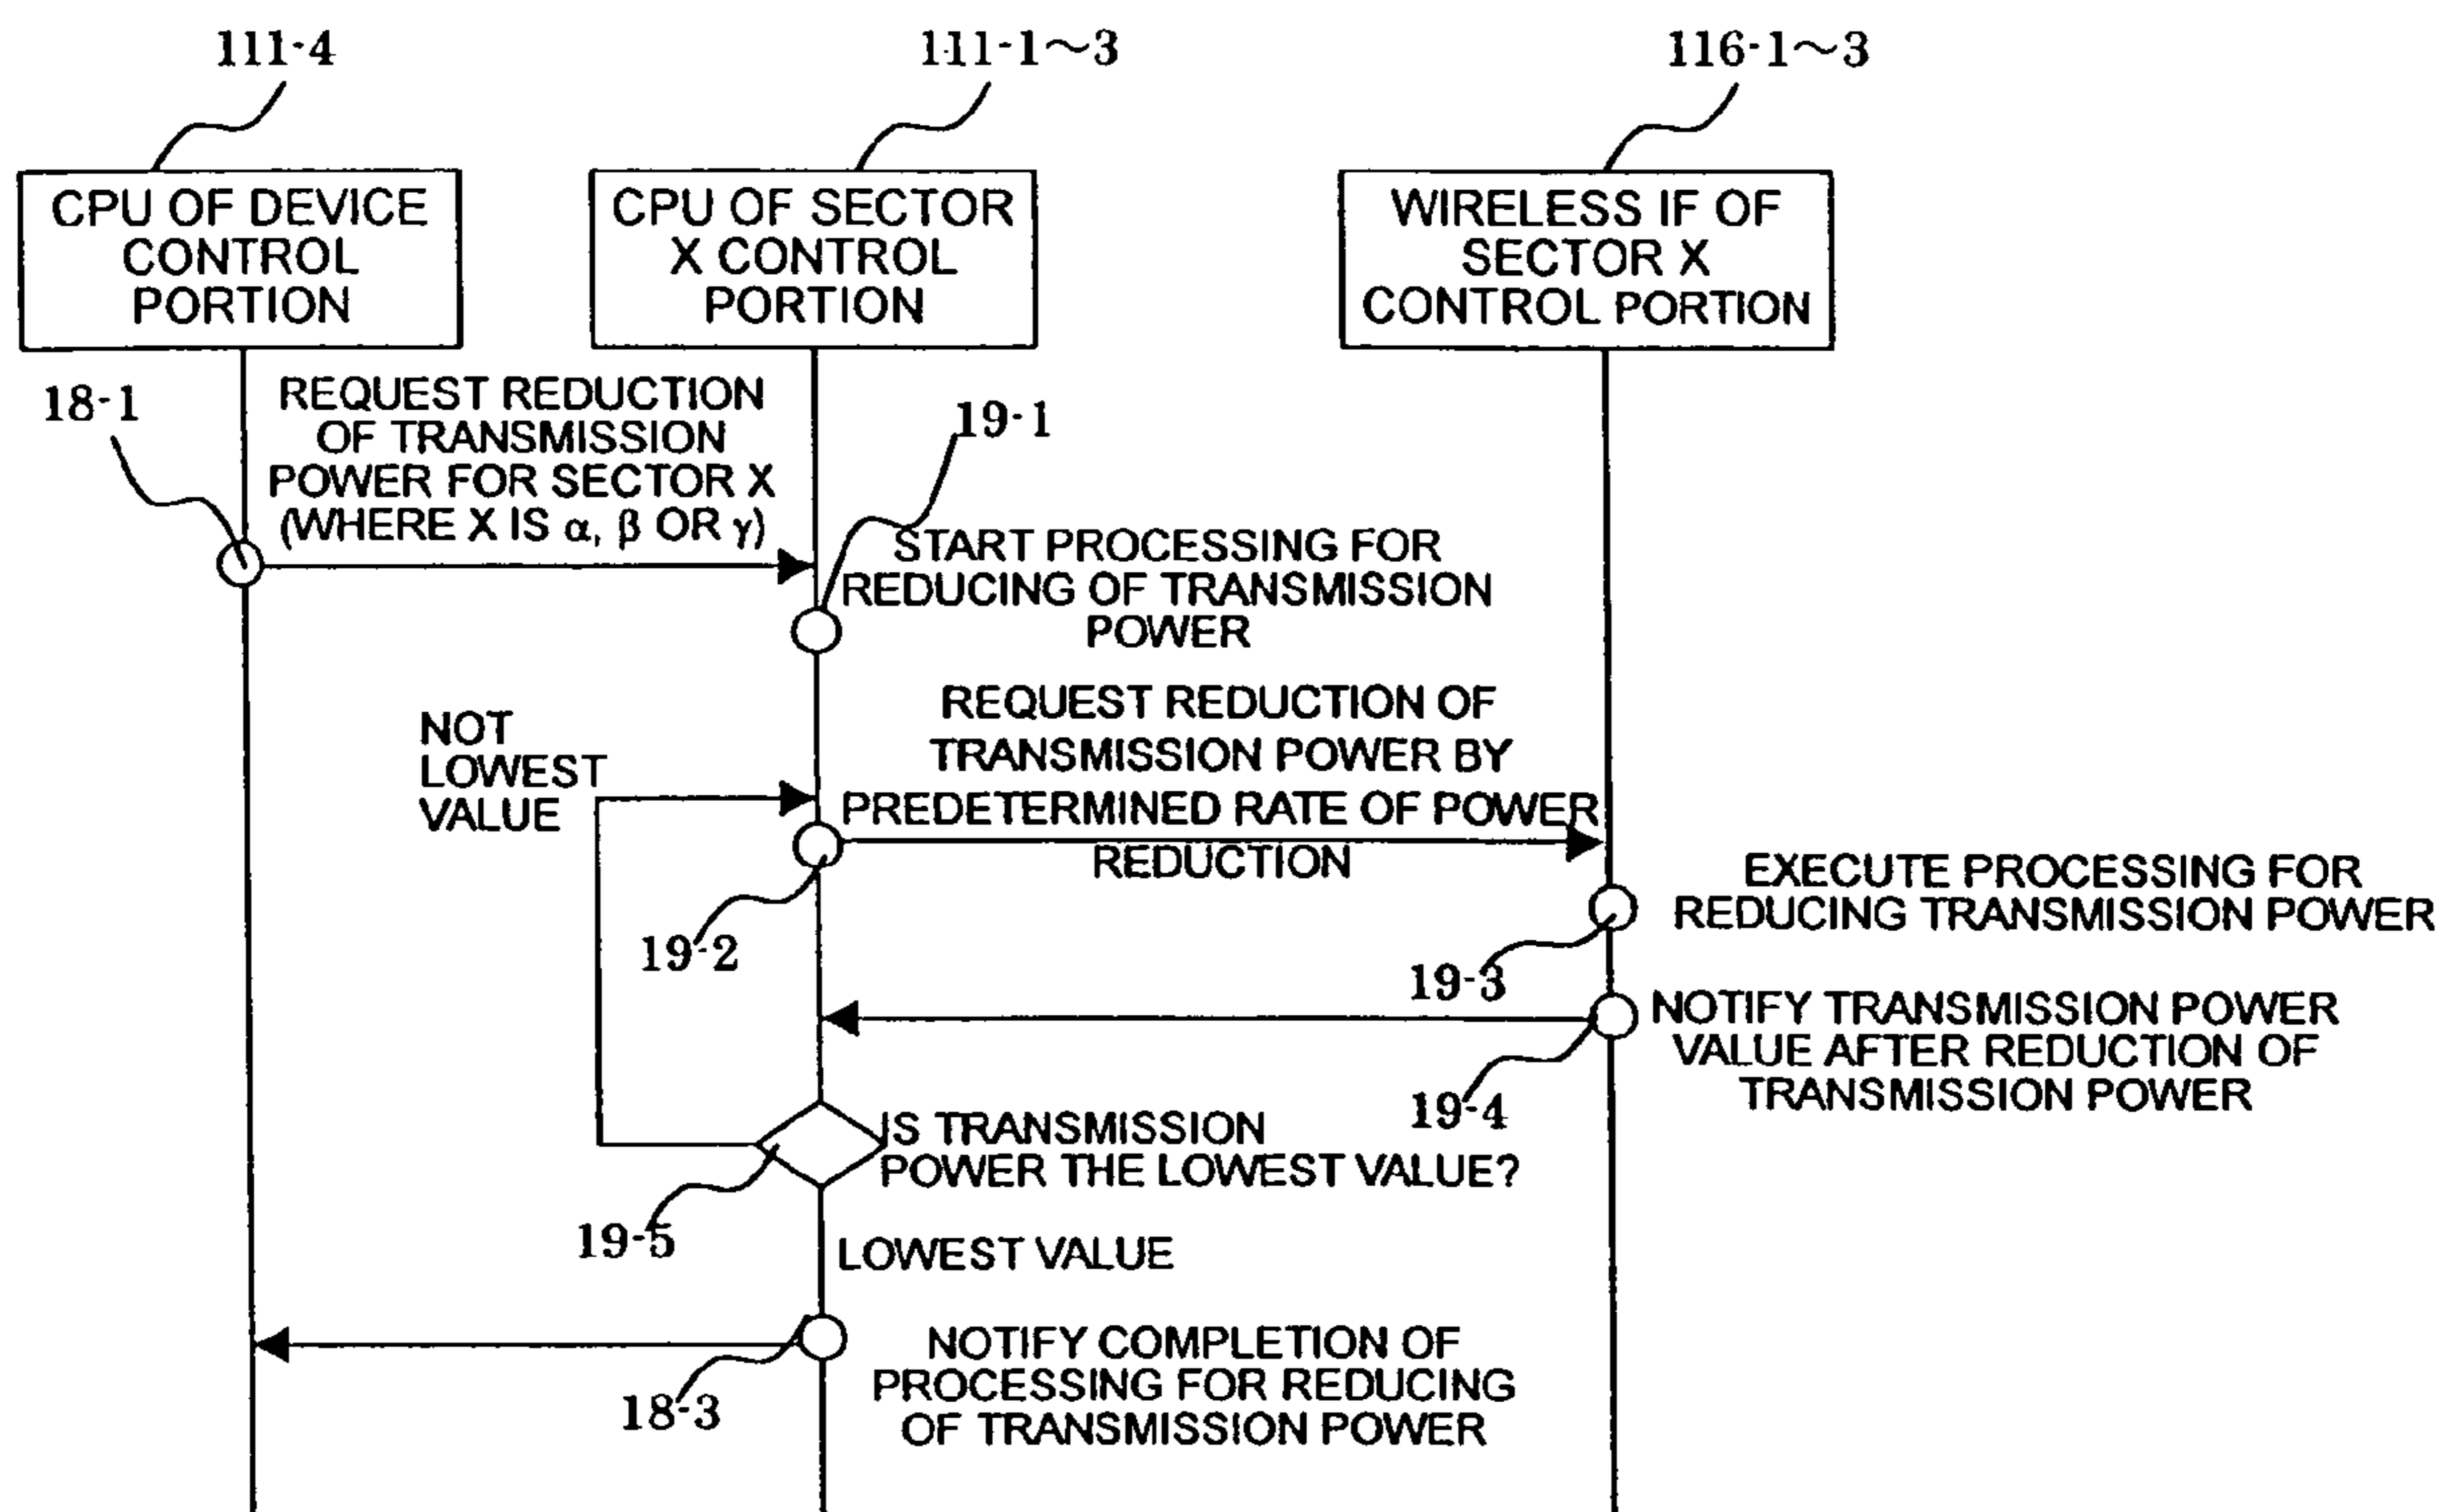 111-4
111-1~3
116-1~3
CPU OF DEVICE
CONTROL
PORTION
CPU OF SECTOR
X CONTROL
PORTION
WIRELESS IF OF
SECTOR X
CONTROL PORTION
18-1
REQUEST REDUCTION
OF TRANSMISSION
POWER FOR SECTOR X
(WHERE X IS α, β OR γ)
19-1
START PROCESSING FOR
REDUCING OF TRANSMISSION
POWER
NOT
LOWEST
VALUE
REQUEST REDUCTION OF
TRANSMISSION POWER BY
PREDETERMINED RATE OF POWER
REDUCTION
19-2
EXECUTE PROCESSING FOR
REDUCING TRANSMISSION POWER
19-3
NOTIFY TRANSMISSION POWER
VALUE AFTER REDUCTION OF
TRANSMISSION POWER
19-4
IS TRANSMISSION
POWER THE LOWEST VALUE?
19-5
LOWEST VALUE
NOTIFY COMPLETION OF
PROCESSING FOR REDUCING
OF TRANSMISSION POWER
18-3